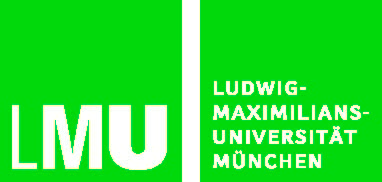 LMU
LUDWIG-
MAXIMILIANS-
UNIVERSITÄT
MÜNCHEN